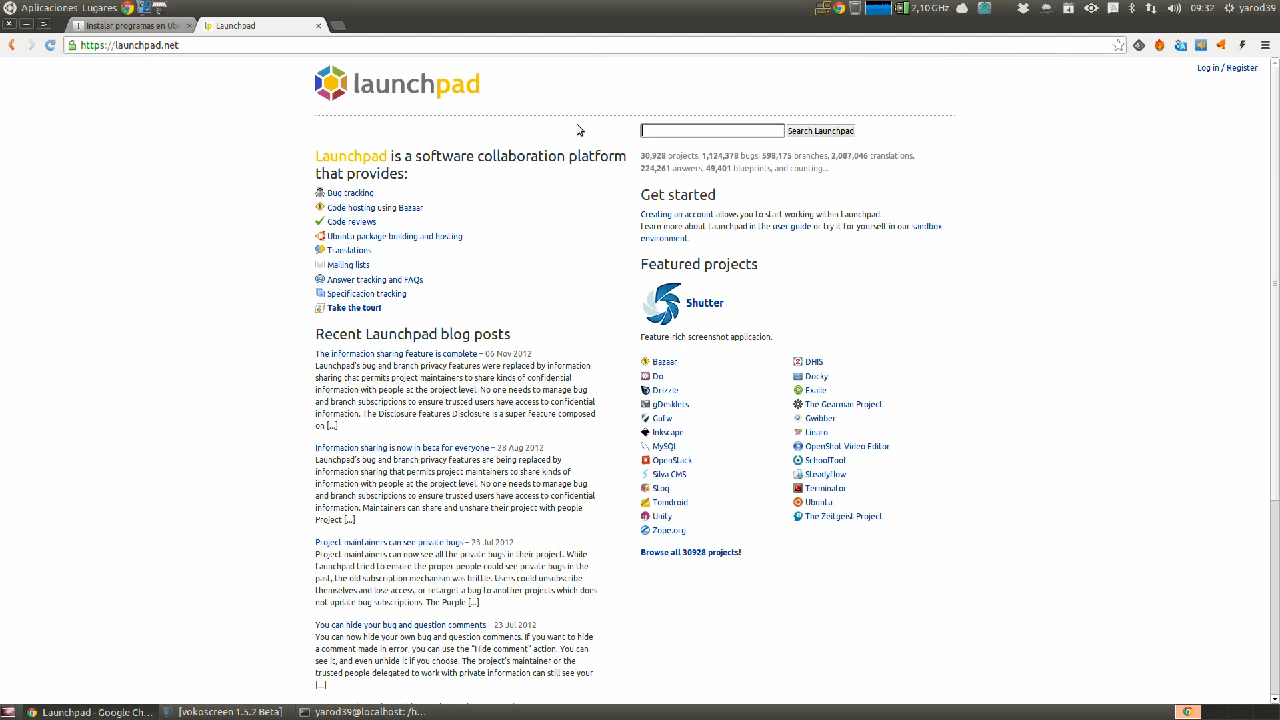 Aplicaciones Lugares
2,10 GHz
09:32
yarod39
Instalar programas en Ubu
Launchpad
https://launchpad.net
Log in / Register
launchpad
Search Launchpad
Launchpad is a software collaboration platform
that provides:
Bug tracking
Code hosting using Bazaar
Code reviews
Ubuntu package building and hosting
Translations
Mailing lists
Answer tracking and FAQs
Specification tracking
Take the tour!
Recent Launchpad blog posts
The information sharing feature is complete – 06 Nov 2012
Launchpad's bug and branch privacy features were replaced by information
sharing that permits project maintainers to share kinds of confidential
information with people at the project level. No one needs to manage bug
and branch subscriptions to ensure trusted users have access to confidential
information. The Disclosure features Disclosure is a super feature composed
on [...]
Information sharing is now in beta for everyone – 28 Aug 2012
Launchpad's bug and branch privacy features are being replaced by
information sharing that permits project maintainers to share kinds of
confidential information with people at the project level. No one needs to manage bug
and branch subscriptions to ensure trusted users have access to confidential
information. Maintainers can share and unshare their project with people
Project [...]
Project maintainers can see private bugs – 23 Jul 2012
Project maintainers can now see all the private bugs in their project. While
Launchpad tried to ensure the proper people could see private bugs in the
past, the old subscription mechanism was brittle. Users could unsubscribe
themselves and lose access, or retarget a bug to another projects which does
not update bug subscriptions. The Purple [...]
You can hide your bug and question comments – 23 Jul 2012
You can now hide your own bug and question comments. If you want to hide
a comment made in error, you can use the “Hide comment” action. You can
see it, and even unhide it if you choose. The project's maintainer or the
trusted people delegated to work with private information can still see your
[...]
30,928 projects, 1,124,378 bugs, 598,175 branches, 2,087,046 translations,
224,261 answers, 49,401 blueprints, and counting...
Get started
Creating an account allows you to start working within Launchpad.
Learn more about Launchpad in the user guide or try it for yourself in our sandbox
environment.
Featured projects
Shutter
Feature rich screenshot application.
Bazaar
Do
Drizzle
gDesklets
Gufw
Inkscape
MySQL
OpenStack
Silva CMS
Stoq
Tomdroid
Unity
Zope.org
DHIS
Docky
Exaile
The Gearman Project
Gwibber
Linaro
OpenShot Video Editor
SchoolTool
Steadyflow
Terminator
Ubuntu
The Zeitgeist Project
Browse all 30928 projects!
Launchpad - Google Ch...
[vokoscreen 1.5.2 Beta]
yarod39@localhost: /h...